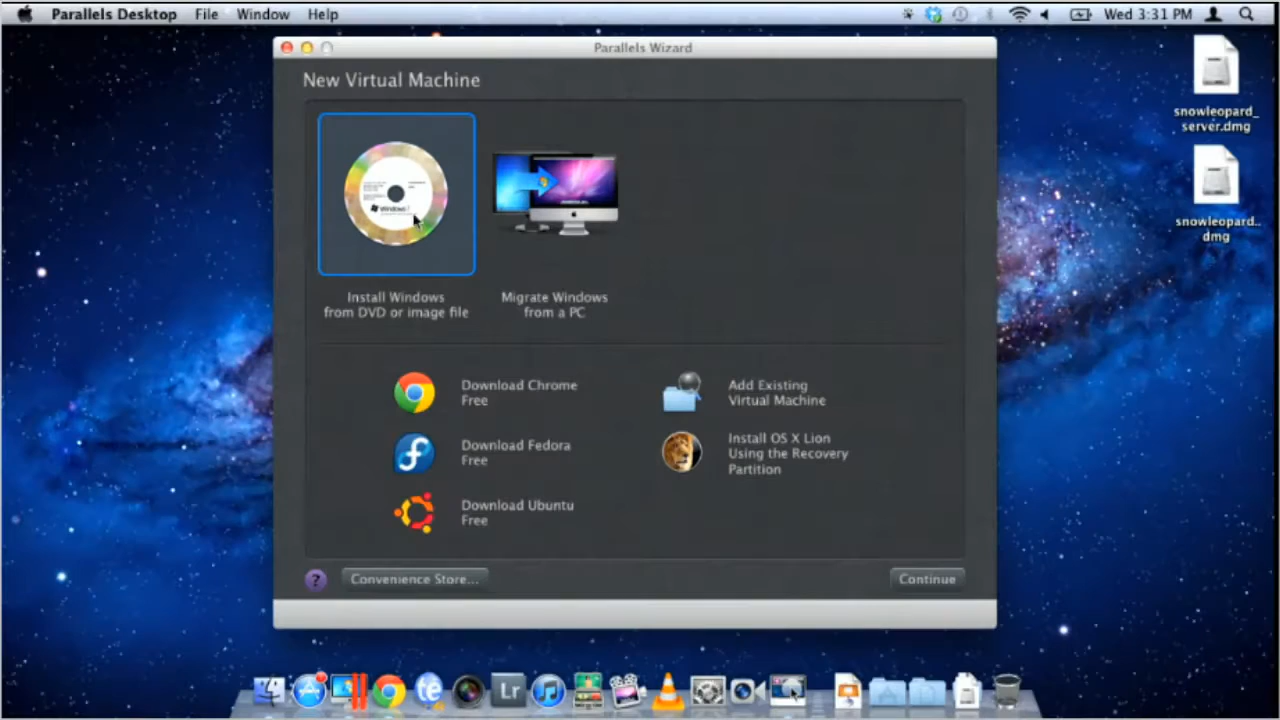 Parallels Desktop File Window Help
Wed 3:31 PM
Parallels Wizard
New Virtual Machine
snowleopard_
server.dmg
snowleopard..
dmg
Windows
Install Windows
from DVD or image file
Migrate Windows
from a PC
Download Chrome
Free
Add Existing
Virtual Machine
Download Fedora
Free
Install OS X Lion
Using the Recovery
Partition
Download Ubuntu
Free
?
Convenience Store...
Continue
te
Lr